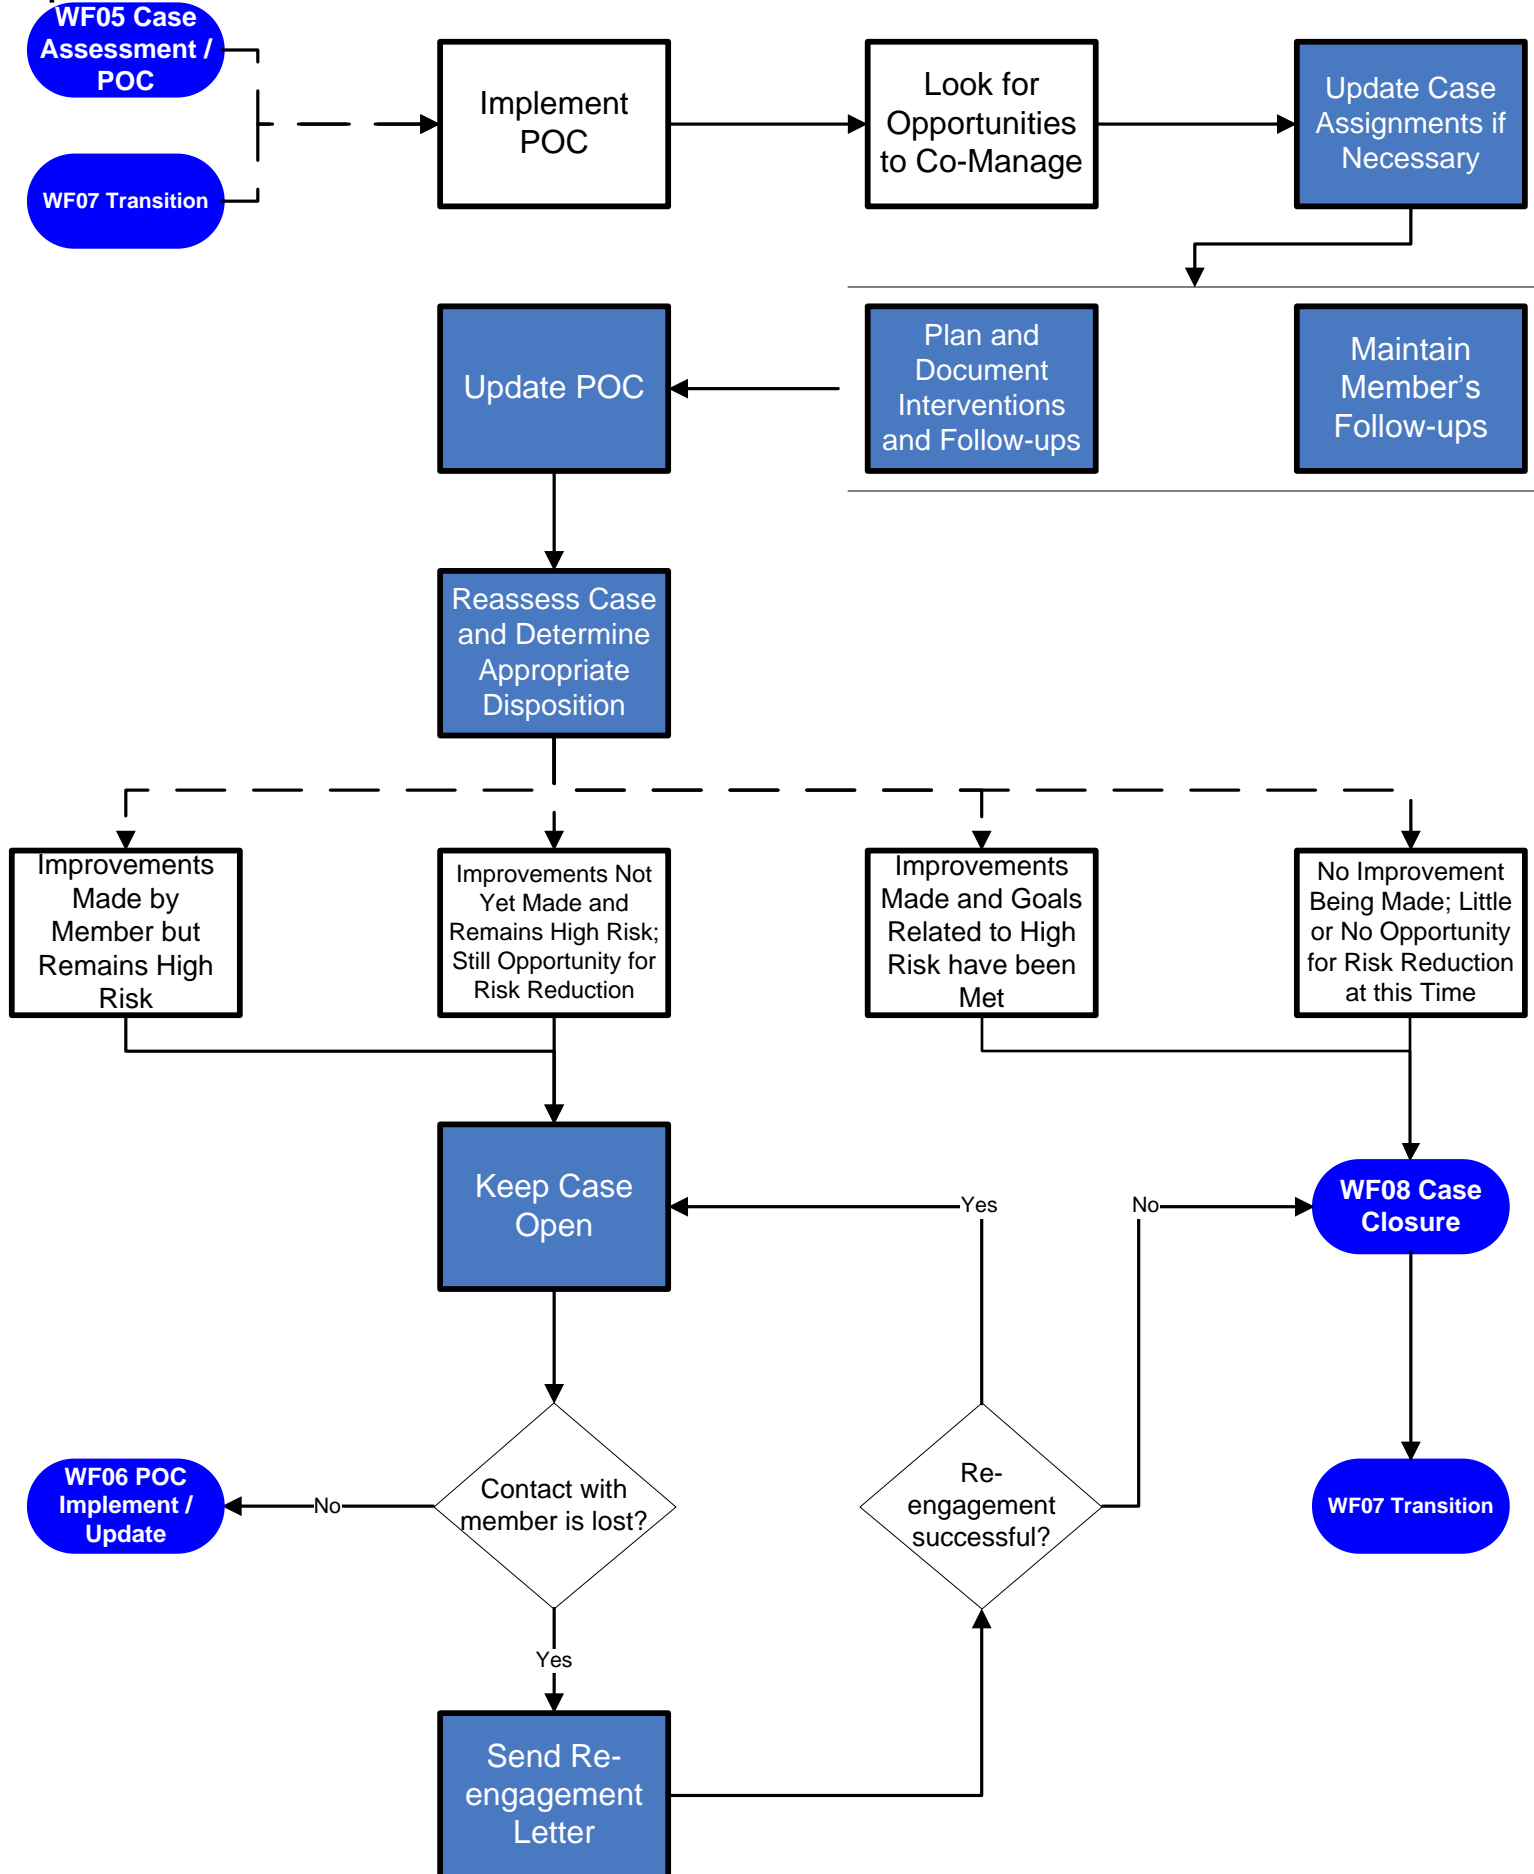 WF05 Case
Assessment /
POC
WF07 Transition
Implement
POC
Look for
Opportunities
to Co-Manage
Update Case
Assignments if
Necessary
Update POC
Plan and
Document
Interventions
and Follow-ups
Maintain
Member’s
Follow-ups
Reassess Case
and Determine
Appropriate
Disposition
Improvements
Made by
Member but
Remains High
Risk
Improvements Not
Yet Made and
Remains High Risk;
Still Opportunity for
Risk Reduction
Improvements
Made and Goals
Related to High
Risk have been
Met
No Improvement
Being Made; Little
or No Opportunity
for Risk Reduction
at this Time
Keep Case
Open
Yes
No
WF08 Case
Closure
WF06 POC
Implement /
Update
No
Contact with
member is lost?
Re-
engagement
successful?
WF07 Transition
Yes
Send Re-
engagement
Letter